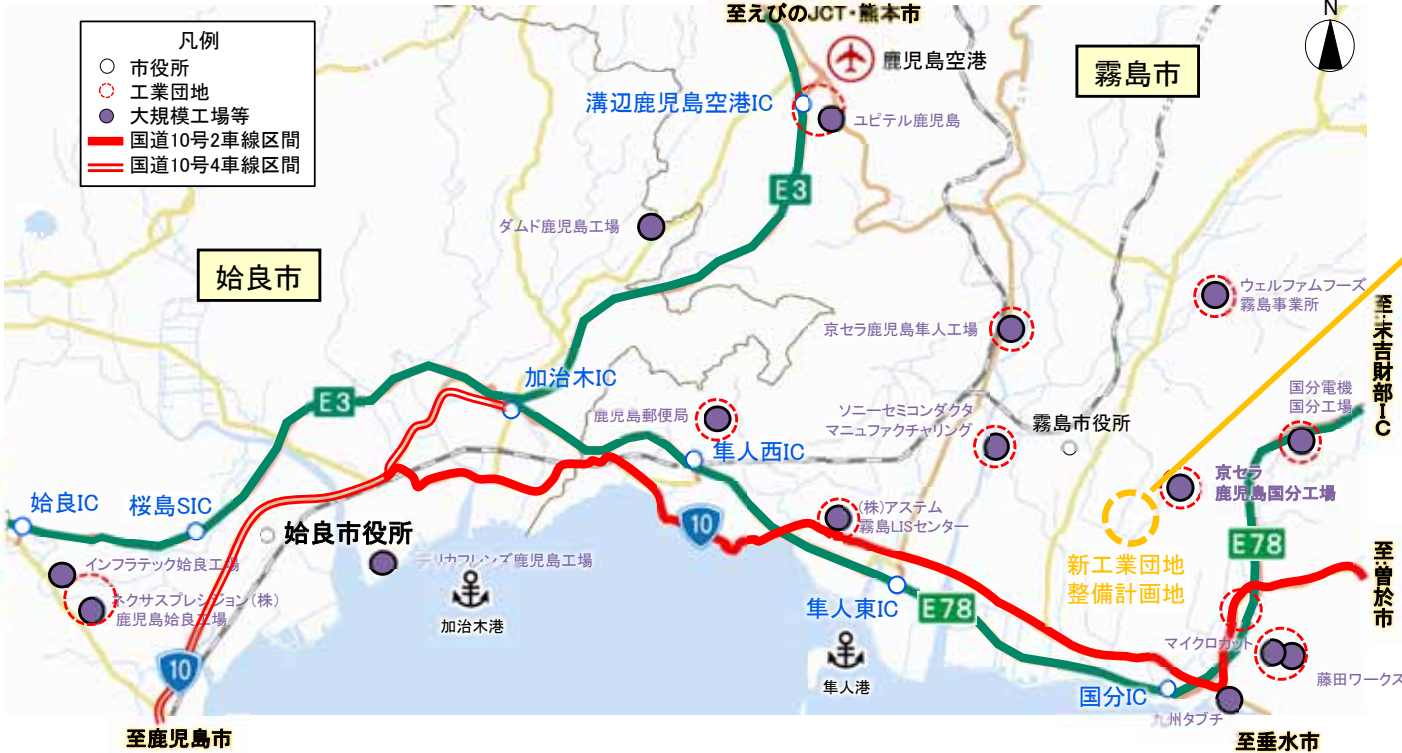 至えびのJCT・熊本市
N
凡例
市役所
工業団地
大規模工場等
国道10号2車線区間
国道10号4車線区間
鹿児島空港
霧島市
溝辺鹿児島空港IC
ユピテル鹿児島
E3
ダムド鹿児島工場
姶良市
ウェルファムフーズ
霧島事業所
至:末吉財部IC
京セラ鹿児島隼人工場
加治木IC
E3
国分電機
国分工場
鹿児島郵便局
ソニーセミコンダクタ
マニュファクチャリング
霧島市役所
隼人西IC
京セラ
鹿児島国分工場
姶良IC
桜島SIC
姶良市役所
10
(株)アステム
霧島LISセンター
E78
至:曽於市
インフラテック姶良工場
デリカフレンズ鹿児島工場
新工業団地
整備計画地
ネクサスプレシジョン(株)
鹿児島姶良工場
加治木港
隼人東IC
E78
マイクロカット
10
隼人港
藤田ワークス
国分IC
九州タブチ
至鹿児島市
至垂水市